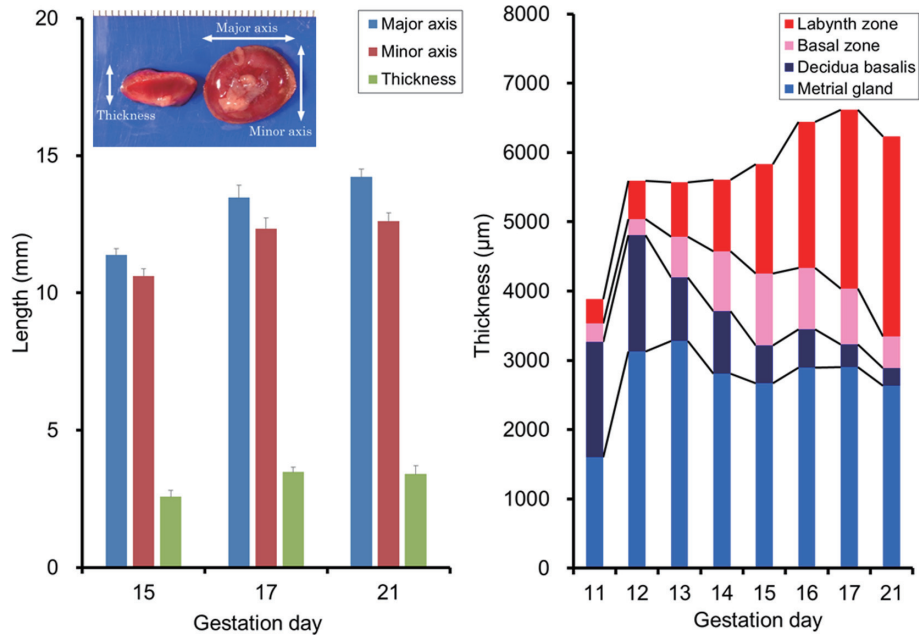 20
15
10
5
0
Length (mm)
Major axis
Minor axis
Thickness
Major axis
Thickness
Minor axis
15 17 21
Gestation day
8000
7000
6000
5000
4000
3000
2000
1000
0
Thickness (μm)
Labynth zone
Basal zone
Decidua basalis
Metrial gland
11 12 13 14 15 16 17 21
Gestation day